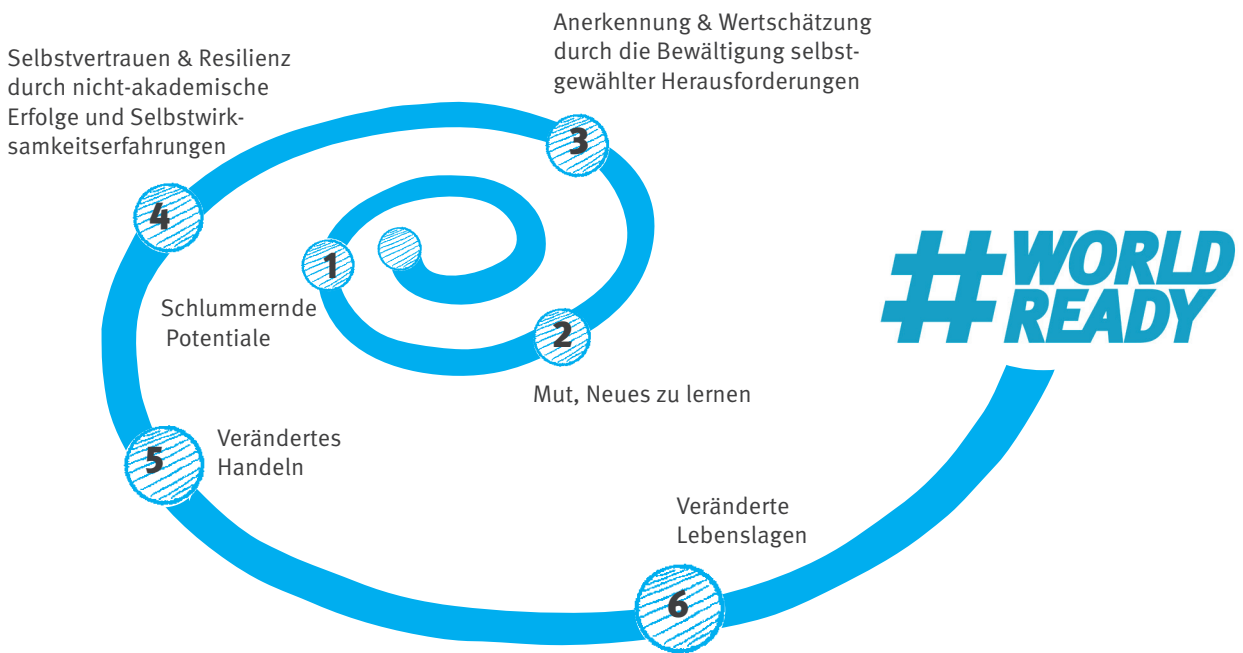 Anerkennung & Wertschätzung
durch die Bewältigung selbst-
gewählter Herausforderungen
Selbstvertrauen & Resilienz
durch nicht-akademische
Erfolge und Selbstwirk-
samkeitserfahrungen
3
4
1
Schlummernde
Potentiale
2
Mut, Neues zu lernen
#WORLD
READY
5
Verändertes
Handeln
Veränderte
Lebenslagen
6